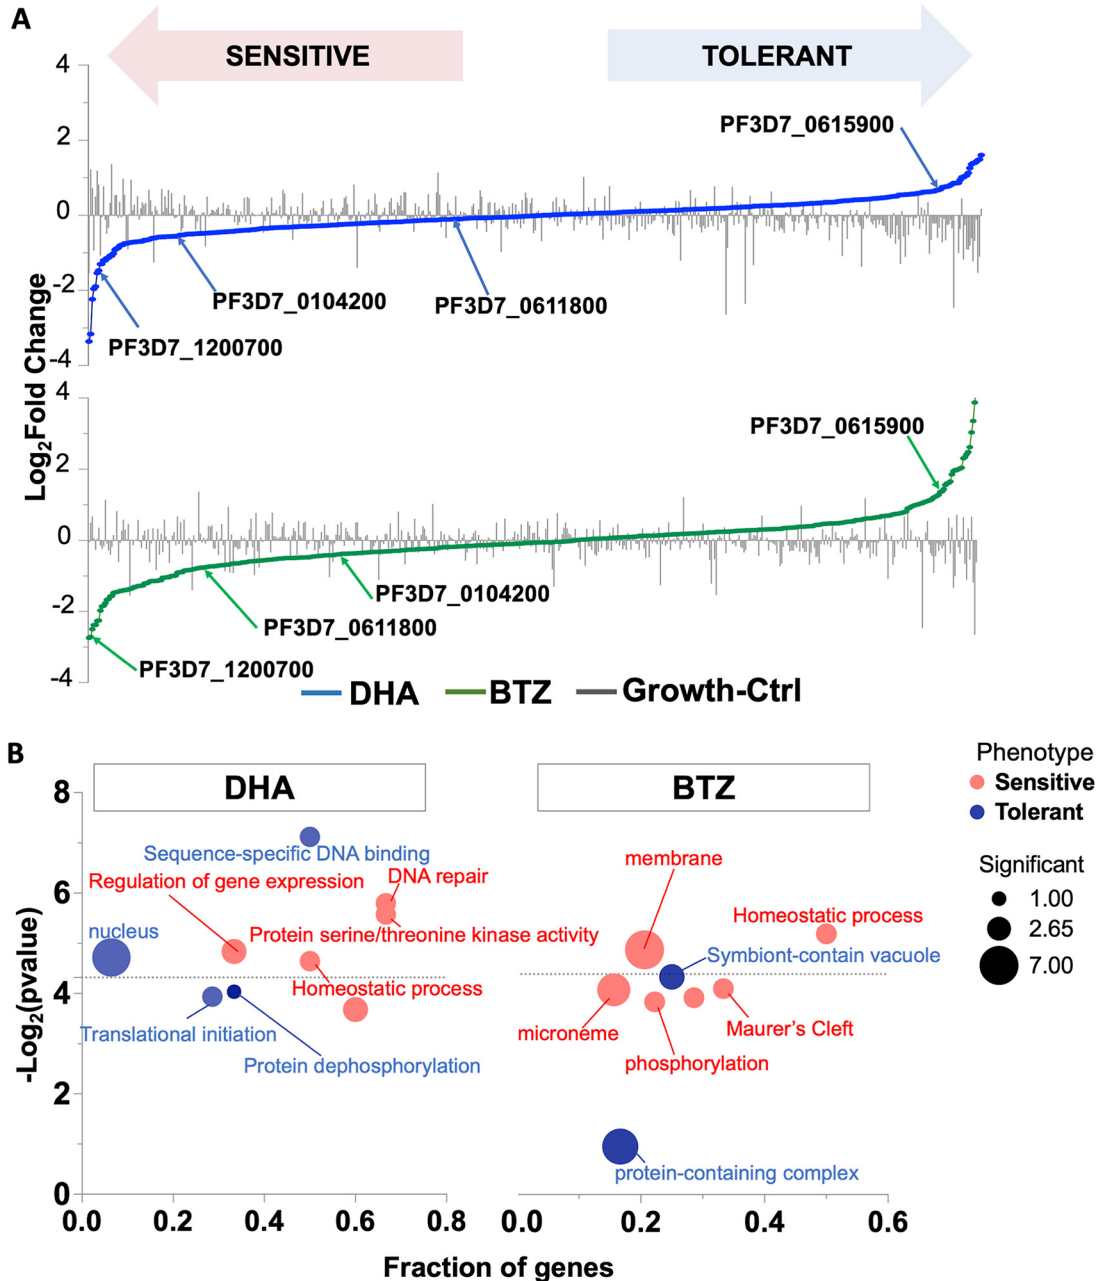 A
SENSITIVE
TOLERANT
Log2Fold Change
4
2
0
-2
-4
PF3D7_0615900
PF3D7_0104200
PF3D7_0611800
PF3D7_1200700
4
2
0
-2
-4
PF3D7_0615900
PF3D7_0104200
PF3D7_0611800
PF3D7_1200700
DHA
BTZ
Growth-Ctrl
B
DHA
BTZ
Phenotype
Sensitive
Tolerant
Significant
1.00
2.65
7.00
-Log2(pvalue)
8
6
4
2
0
Sequence-specific DNA binding
Regulation of gene expression
DNA repair
nucleus
Protein serine/threonine kinase activity
Homeostatic process
Translational initiation
Protein dephosphorylation
membrane
Homeostatic process
Symbiont-contain vacuole
microneme
Maurer's Cleft
phosphorylation
protein-containing complex
0.0 0.2 0.4 0.6 0.8
0.0 0.2 0.4 0.6
Fraction of genes